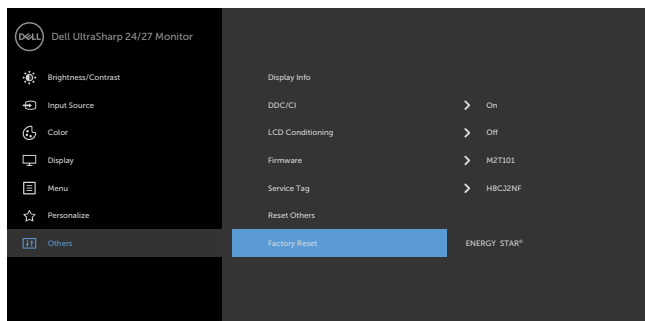 DELL Dell UltraSharp 24/27 Monitor
Brightness/Contrast Display Info
Input Source DDC/CI On
Color LCD Conditioning Off
Display Firmware M2T101
Menu Service Tag H8CJ2NF
Personalize Reset Others
Others Factory Reset ENERGY STAR®